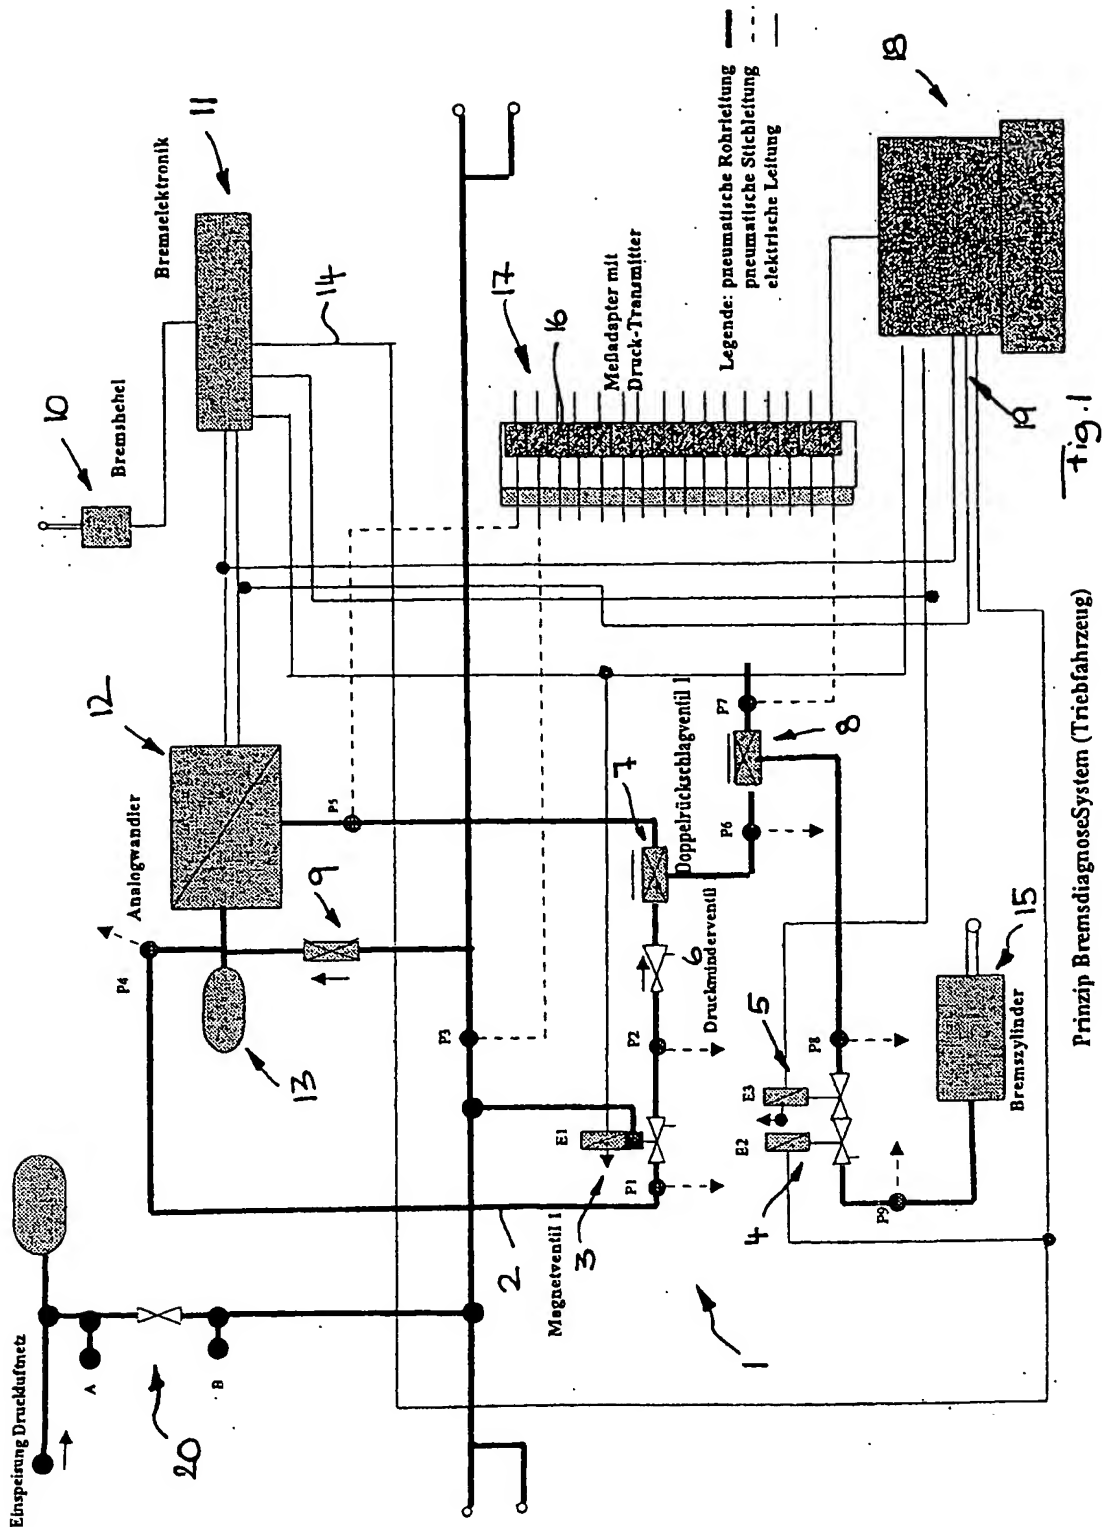 Einspeisung Druckluftnetz
A
B
20
10
Bremshebel
11
Bremselektronik
12
Analogwandler
P4
9
13
14
P5
P3
17
16
Meßadapter mit
Druck-Transmitter
Legende: pneumatische Rohrleitung
pneumatische Stichleitung
elektrische Leitung
18
19
2
Magnetventil 1
3
E1
P1
P2
6
Druckminderventil
7
Doppelrückschlagventil 1
P6
P7
8
1
4
E2
E3
5
P8
P9
Bremszylinder
15
Prinzip BremsdiagnoseSystem (Triebfahrzeug)
Fig.1